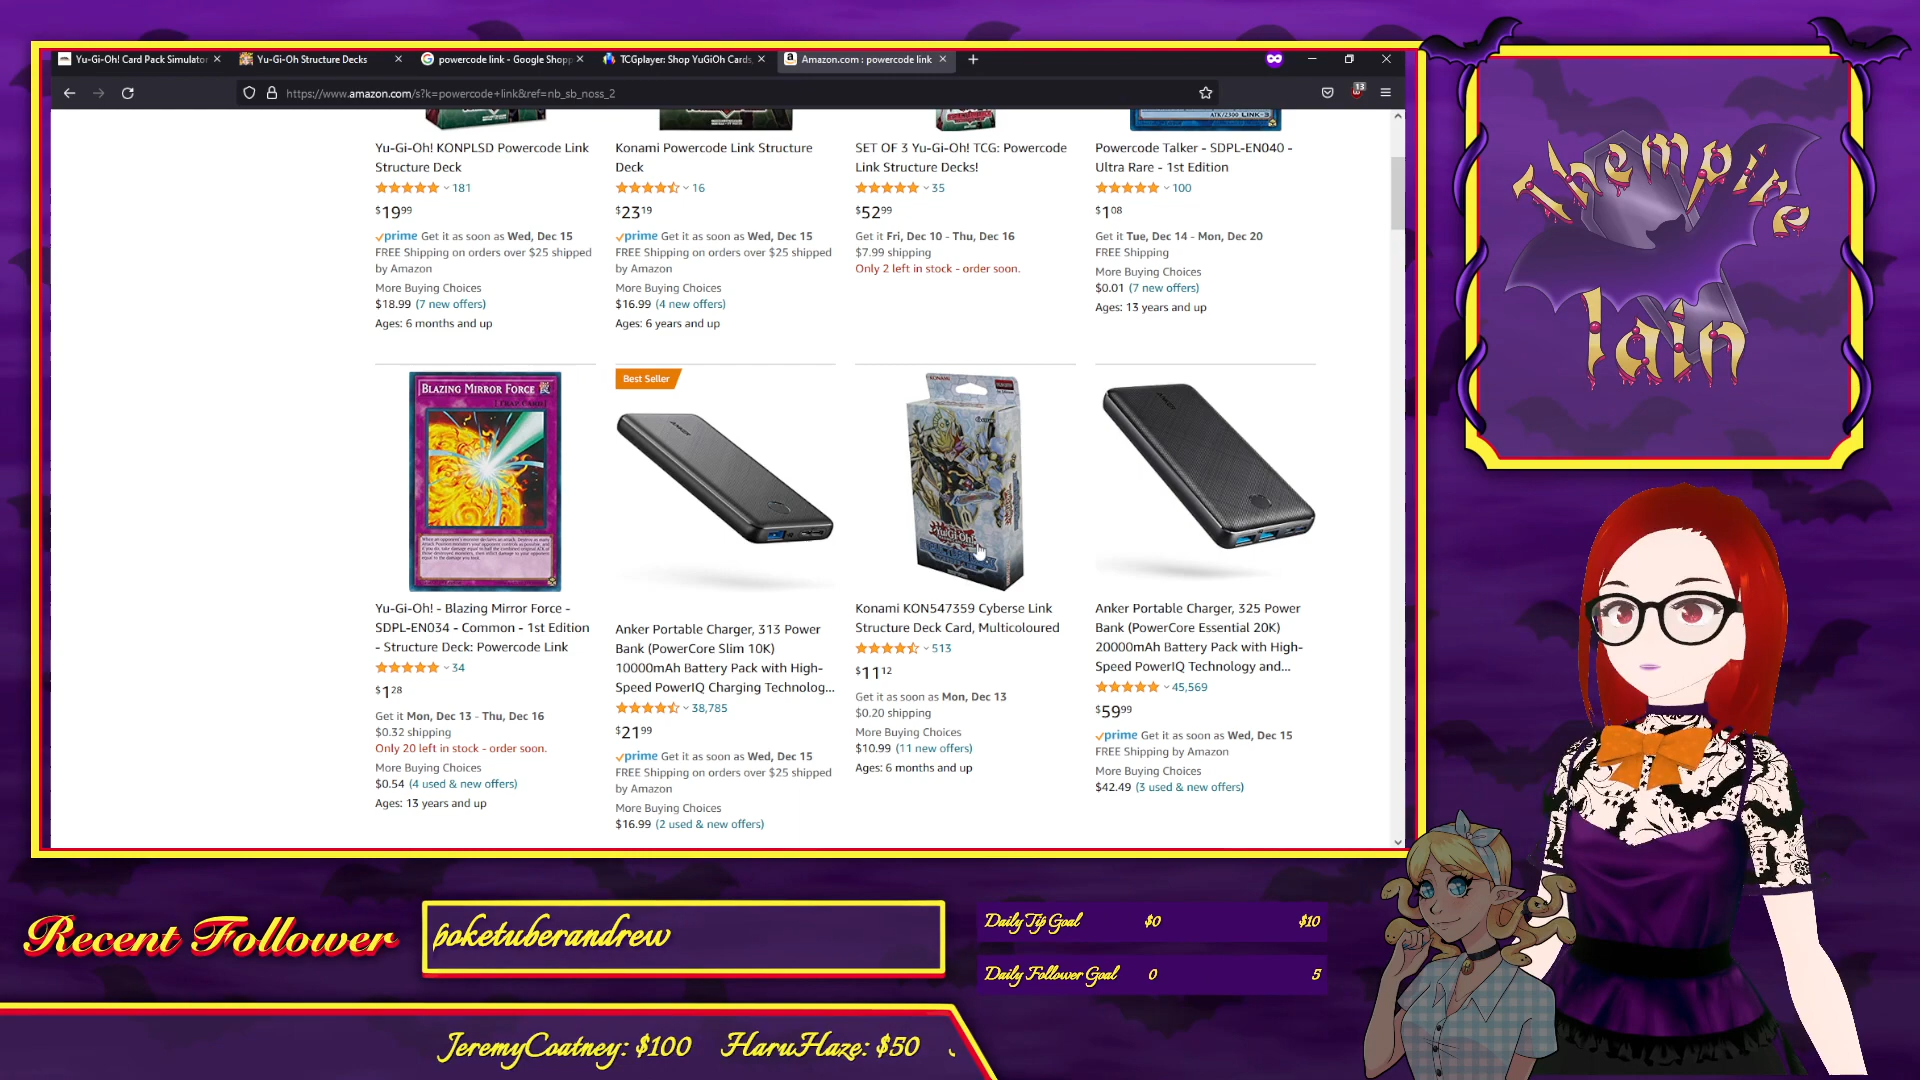 Yu-Gi-Oh! Card Pack Simulator
Yu-Gi-Oh Structure Decks
powercode link - Google Shopp
TCGplayer: Shop YuGiOh Cards,
Amazon.com : powercode link
https://www.amazon.com/s?k=powercode+link&ref=nb_sb_noss_2
13
ATK/2300 LINK-3
Yu-Gi-Oh! KONPLSD Powercode Link
Structure Deck
181
$19 99
prime Get it as soon as Wed, Dec 15
FREE Shipping on orders over $25 shipped
by Amazon
More Buying Choices
$18.99 (7 new offers)
Ages: 6 months and up
Konami Powercode Link Structure
Deck
16
$23 19
prime Get it as soon as Wed, Dec 15
FREE Shipping on orders over $25 shipped
by Amazon
More Buying Choices
$16.99 (4 new offers)
Ages: 6 years and up
SET OF 3 Yu-Gi-Oh! TCG: Powercode
Link Structure Decks!
35
$52 99
Get it Fri, Dec 10 - Thu, Dec 16
$7.99 shipping
Only 2 left in stock - order soon.
Powercode Talker - SDPL-EN040 -
Ultra Rare - 1st Edition
100
$1 08
Get it Tue, Dec 14 - Mon, Dec 20
FREE Shipping
More Buying Choices
$0.01 (7 new offers)
Ages: 13 years and up
BLAZING MIRROR FORCE
[TRAP CARD]
Yu-Gi-Oh! - Blazing Mirror Force -
SDPL-EN034 - Common - 1st Edition
- Structure Deck: Powercode Link
34
$1 28
Get it Mon, Dec 13 - Thu, Dec 16
$0.32 shipping
Only 20 left in stock - order soon.
More Buying Choices
$0.54 (4 used & new offers)
Ages: 13 years and up
Best Seller
ANKER
Anker Portable Charger, 313 Power
Bank (PowerCore Slim 10K)
10000mAh Battery Pack with High-
Speed PowerIQ Charging Technolog...
38,785
$21 99
prime Get it as soon as Wed, Dec 15
FREE Shipping on orders over $25 shipped
by Amazon
More Buying Choices
$16.99 (2 used & new offers)
KONAMI
Yu-Gi-Oh!
Konami KON547359 Cyberse Link
Structure Deck Card, Multicoloured
513
$11 12
Get it as soon as Mon, Dec 13
$0.20 shipping
More Buying Choices
$10.99 (11 new offers)
Ages: 6 months and up
ANKER
Anker Portable Charger, 325 Power
Bank (PowerCore Essential 20K)
20000mAh Battery Pack with High-
Speed PowerIQ Technology and...
45,569
$59 99
prime Get it as soon as Wed, Dec 15
FREE Shipping by Amazon
More Buying Choices
$42.49 (3 used & new offers)
Thempire
lain
Recent Follower
poketuberandrew
Daily Tip Goal $0 $10
Daily Follower Goal 0 5
JeremyCoatney: $100 HaruHaze: $50